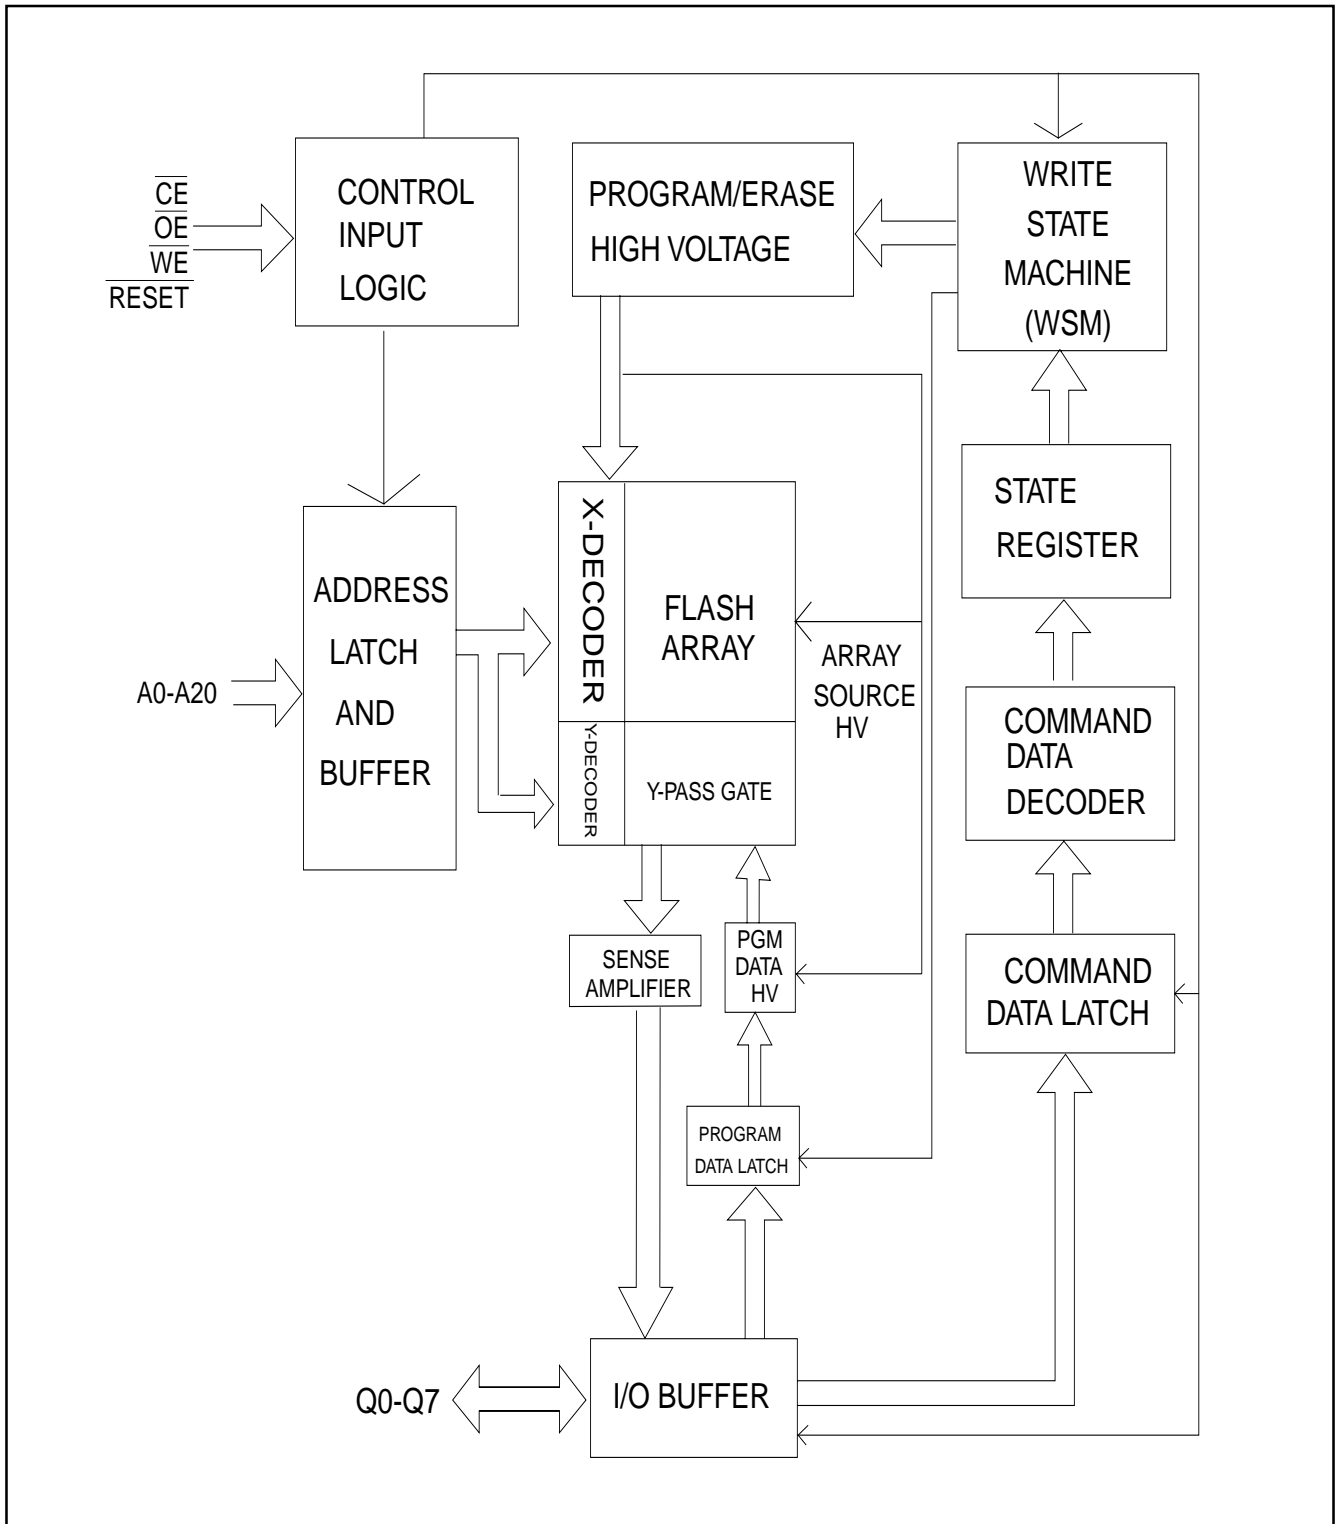 CE
OE
WE
RESET
CONTROL
INPUT
LOGIC
PROGRAM/ERASE
HIGH VOLTAGE
WRITE
STATE
MACHINE
(WSM)
STATE
REGISTER
A0-A20
ADDRESS
LATCH
AND
BUFFER
X-DECODER
FLASH
ARRAY
ARRAY
SOURCE
HV
Y-DECODER
Y-PASS GATE
COMMAND
DATA
DECODER
SENSE
AMPLIFIER
PGM
DATA
HV
COMMAND
DATA LATCH
PROGRAM
DATA LATCH
Q0-Q7
I/O BUFFER